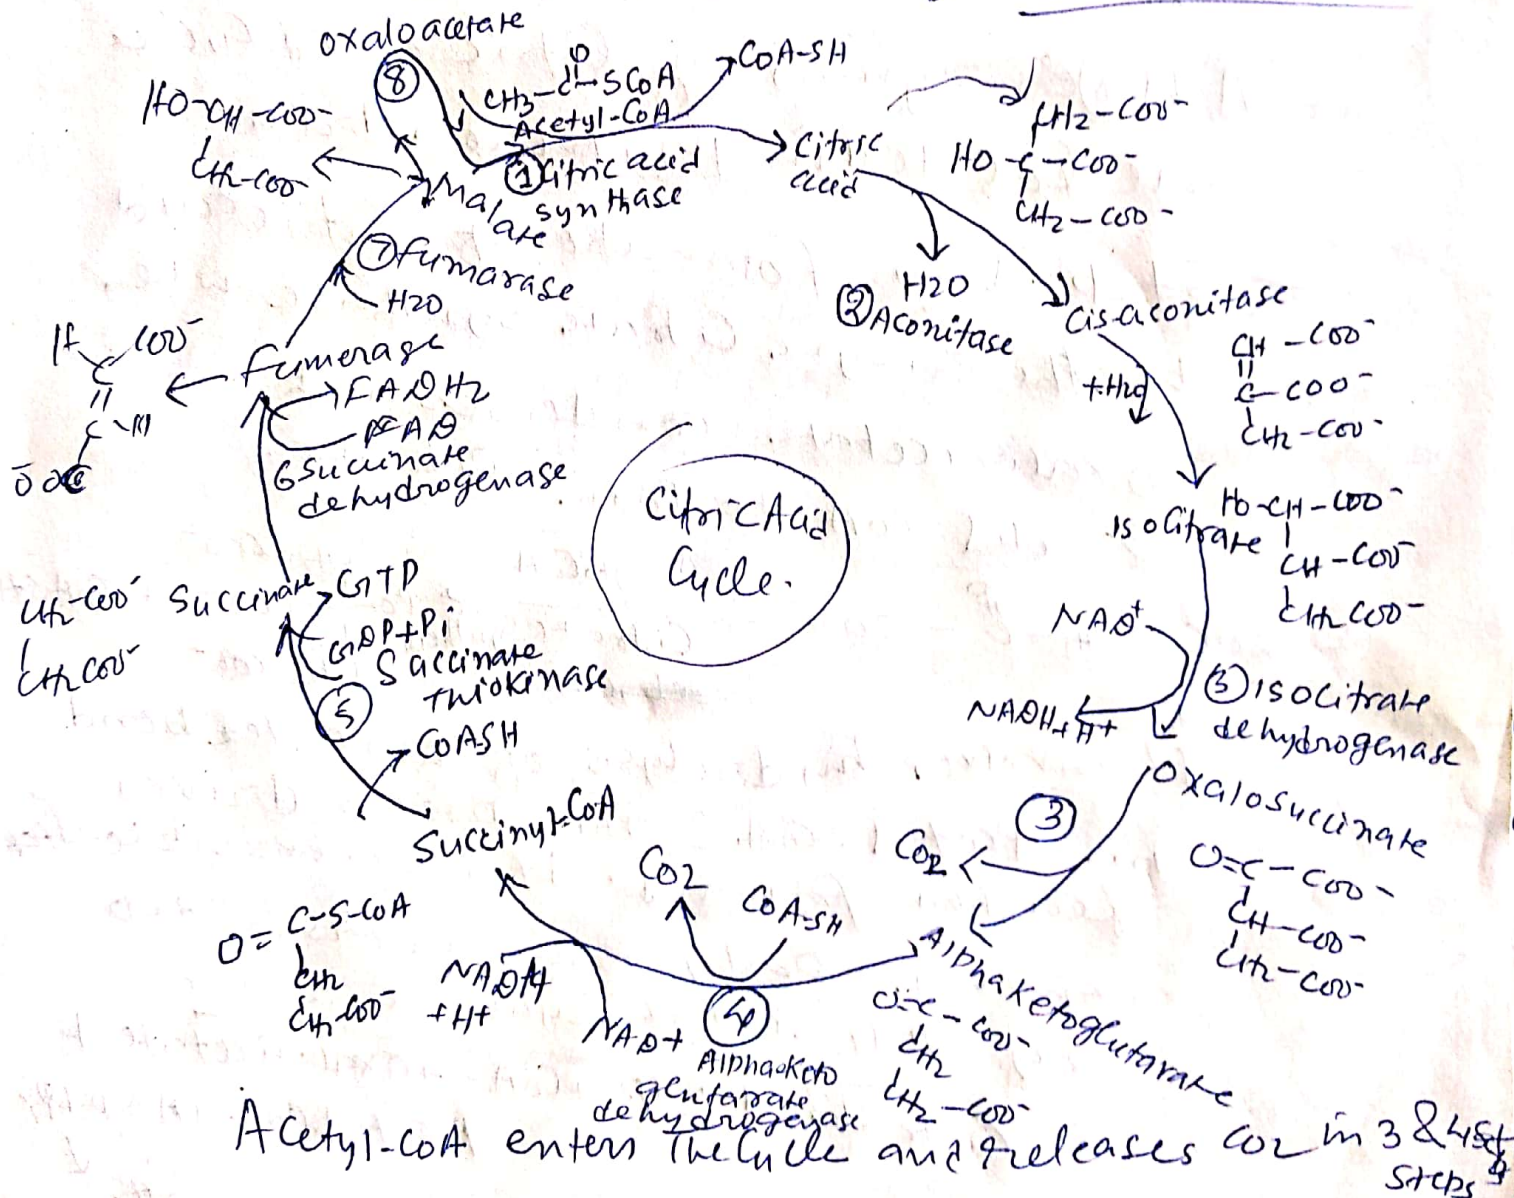 oxaloacetate
8
O
CH3-C-SCoA
Acetyl-CoA
CoA-SH
1 Citric acid
synthase
Citric
acid
CH2-COO-
HO-C-COO-
CH2-COO-
HO-CH-COO-
CH2-COO-
Malate
7 fumarase
H2O
H2O
2 Aconitase
Cis-aconitase
CH-COO-
C-COO-
CH2-COO-
+H2O
H COO-
C
C H
-OOC
Fumerase
FADH2
FAD
6 Succinate
dehydrogenase
Citric Acid
Cycle.
Isocitrate
HO-CH-COO-
CH-COO-
CH2COO-
NAD+
NADH+H+
3 Isocitrate
dehydrogenase
CH2-COO-
CH2COO-
Succinate
GTP
GDP+Pi
Succinate
Thiokinase
5
CoASH
Succinyl-CoA
Oxalosuccinate
O=C-COO-
CH-COO-
CH2-COO-
3
CO2
CO2
CoA-SH
O=C-S-CoA
CH2
CH2-COO-
NADH
+H+
NAD+
4
Alphaketo
glutarate
dehydrogenase
Alphaketoglutarate
O=C-COO-
CH2
CH2-COO-
Acetyl-CoA enters The Cycle and releases CO2 in 3 & 4
Steps